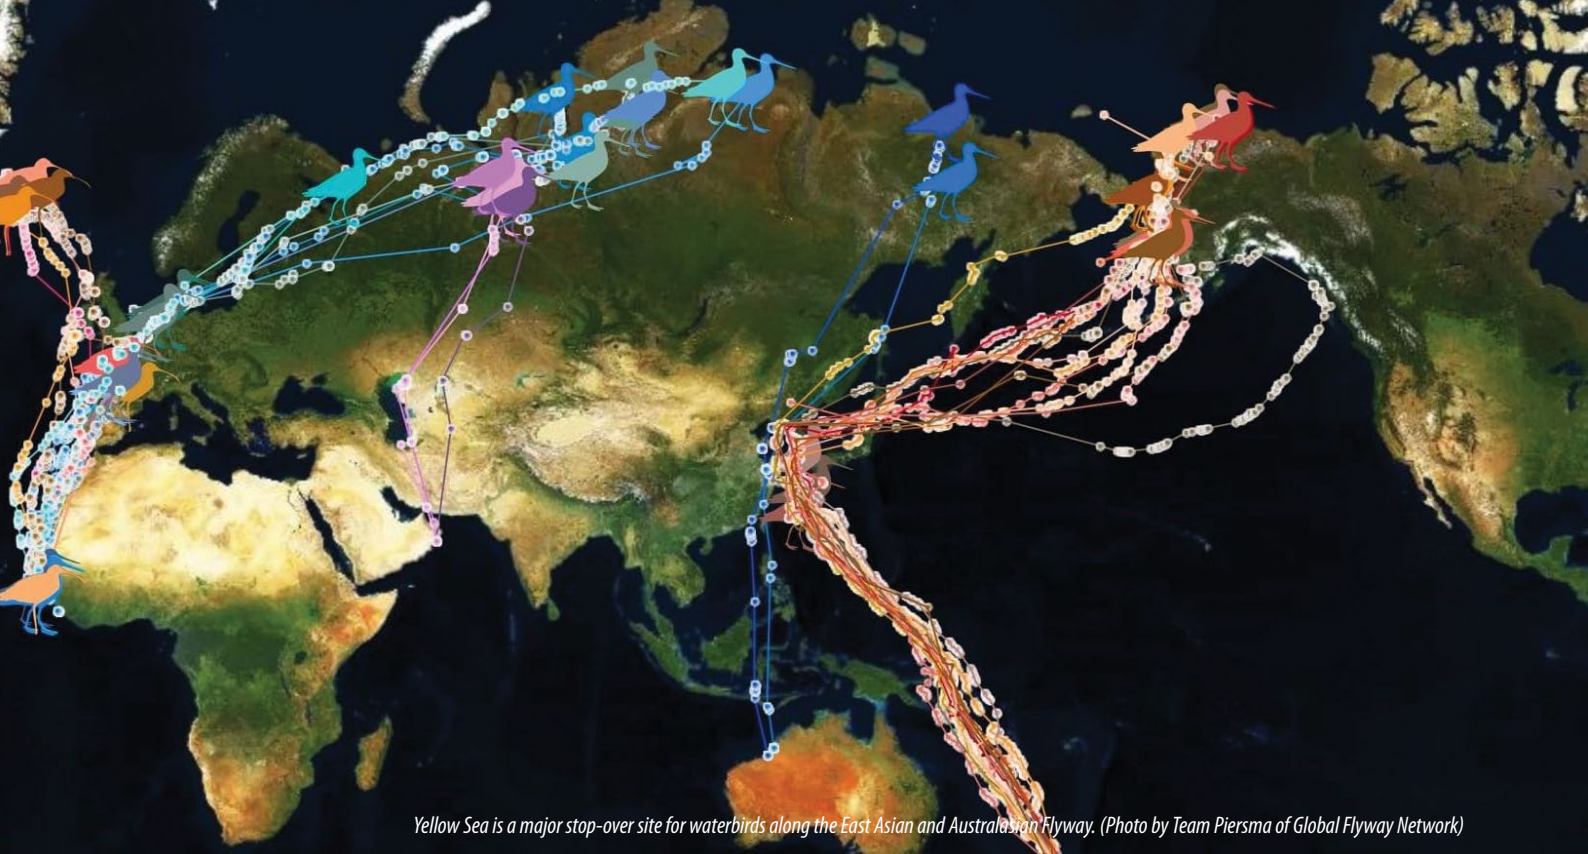 Yellow Sea is a major stop-over site for waterbirds along the East Asian and Australasian Flyway. (Photo by Team Piersma of Global Flyway Network)